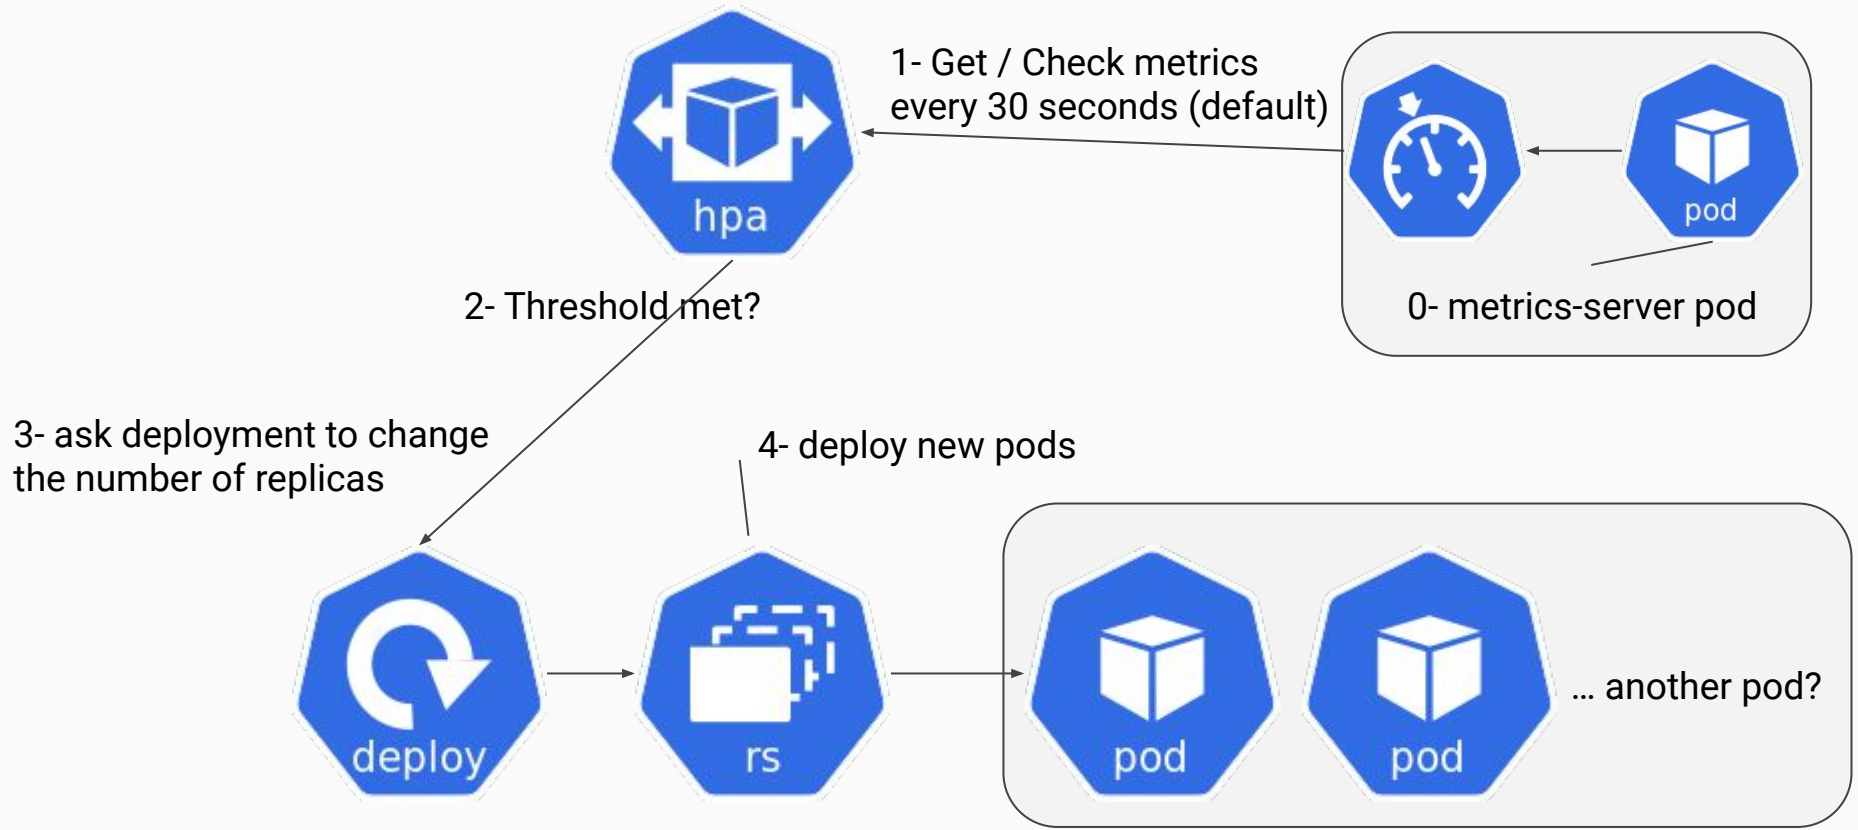 1- Get / Check metrics
every 30 seconds (default)
hpa
pod
2- Threshold met?
0- metrics-server pod
3- ask deployment to change
the number of replicas
4- deploy new pods
deploy
rs
pod
pod
... another pod?